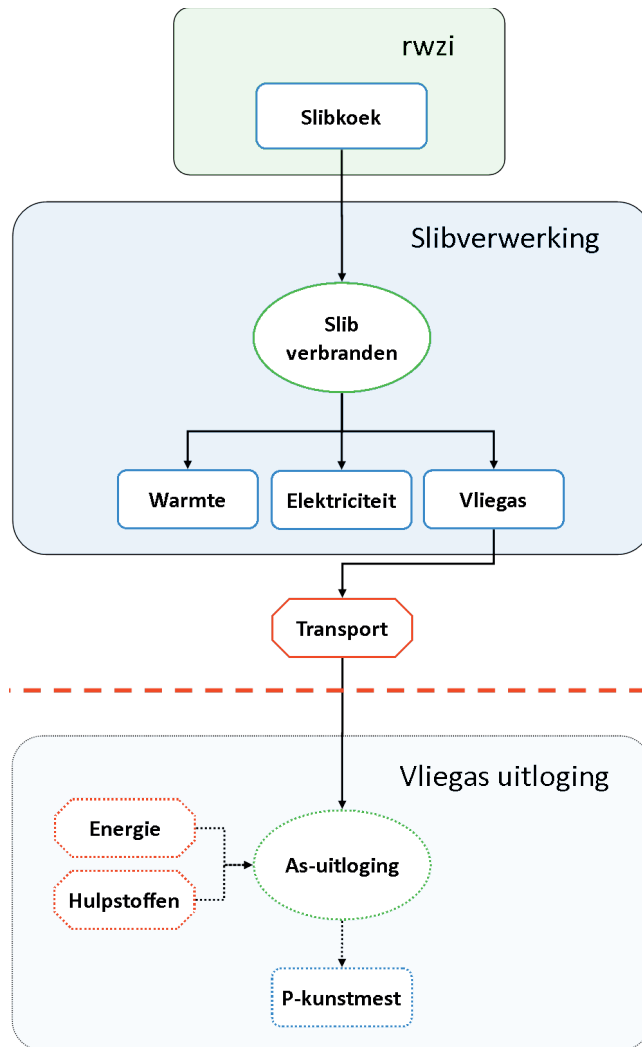 rwzi
Slibkoek
Slibverwerking
Slib
verbranden
Warmte
Elektriciteit
Vliegas
Transport
Vliegas uitloging
Energie
As-uitloging
Hulpstoffen
P-kunstmest